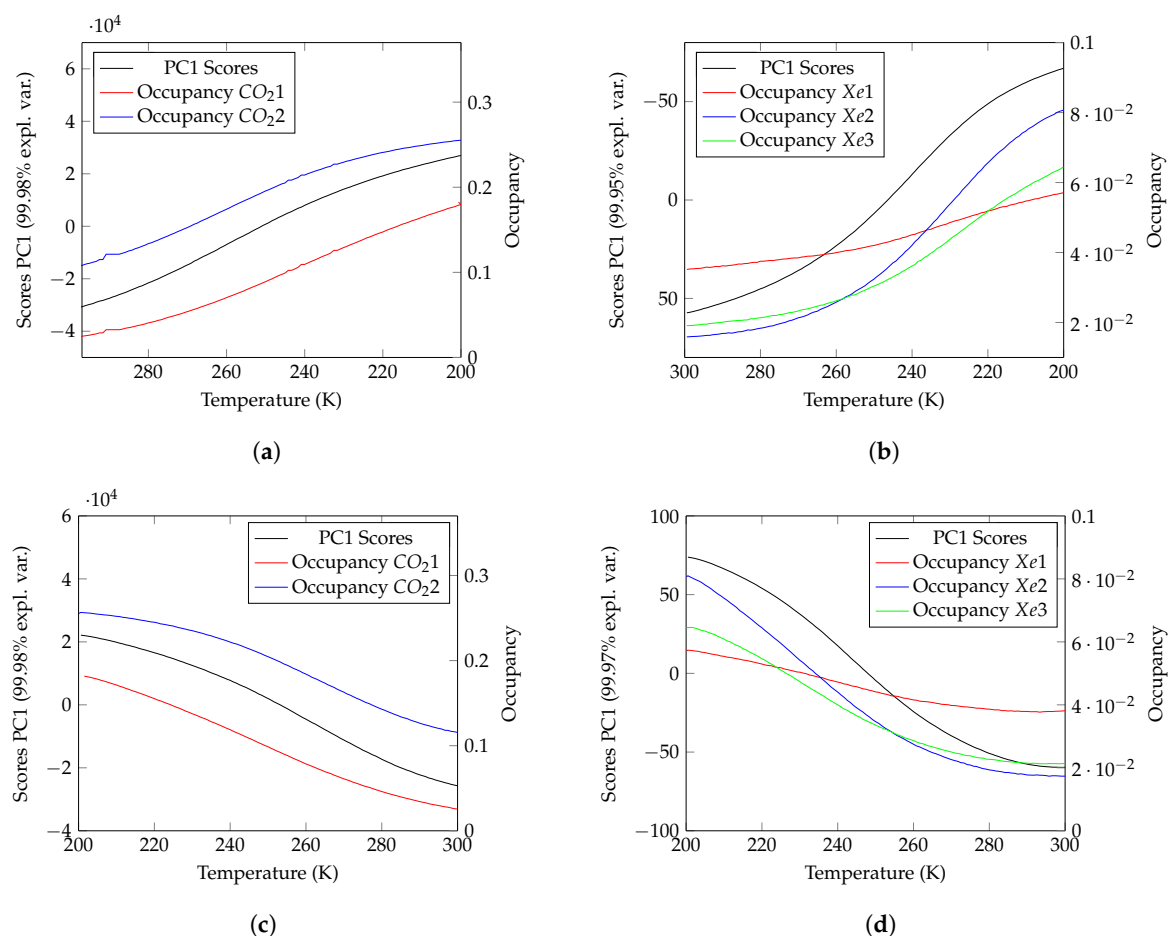 ·10⁴
6
4
2
0
−2
−4
Scores PC1 (99.98% expl. var.)
PC1 Scores
Occupancy CO₂1
Occupancy CO₂2
0.3
0.2
0.1
0
Occupancy
280
260
240
220
200
Temperature (K)
(a)
−50
0
50
Scores PC1 (99.95% expl. var.)
PC1 Scores
Occupancy Xe1
Occupancy Xe2
Occupancy Xe3
0.1
8 · 10⁻²
6 · 10⁻²
4 · 10⁻²
2 · 10⁻²
Occupancy
300
280
260
240
220
200
Temperature (K)
(b)
·10⁴
6
4
2
0
−2
−4
Scores PC1 (99.98% expl. var.)
PC1 Scores
Occupancy CO₂1
Occupancy CO₂2
0.3
0.2
0.1
0
Occupancy
200
220
240
260
280
300
Temperature (K)
(c)
100
50
0
−50
−100
Scores PC1 (99.97% expl. var.)
PC1 Scores
Occupancy Xe1
Occupancy Xe2
Occupancy Xe3
0.1
8 · 10⁻²
6 · 10⁻²
4 · 10⁻²
2 · 10⁻²
0
Occupancy
200
220
240
260
280
300
Temperature (K)
(d)